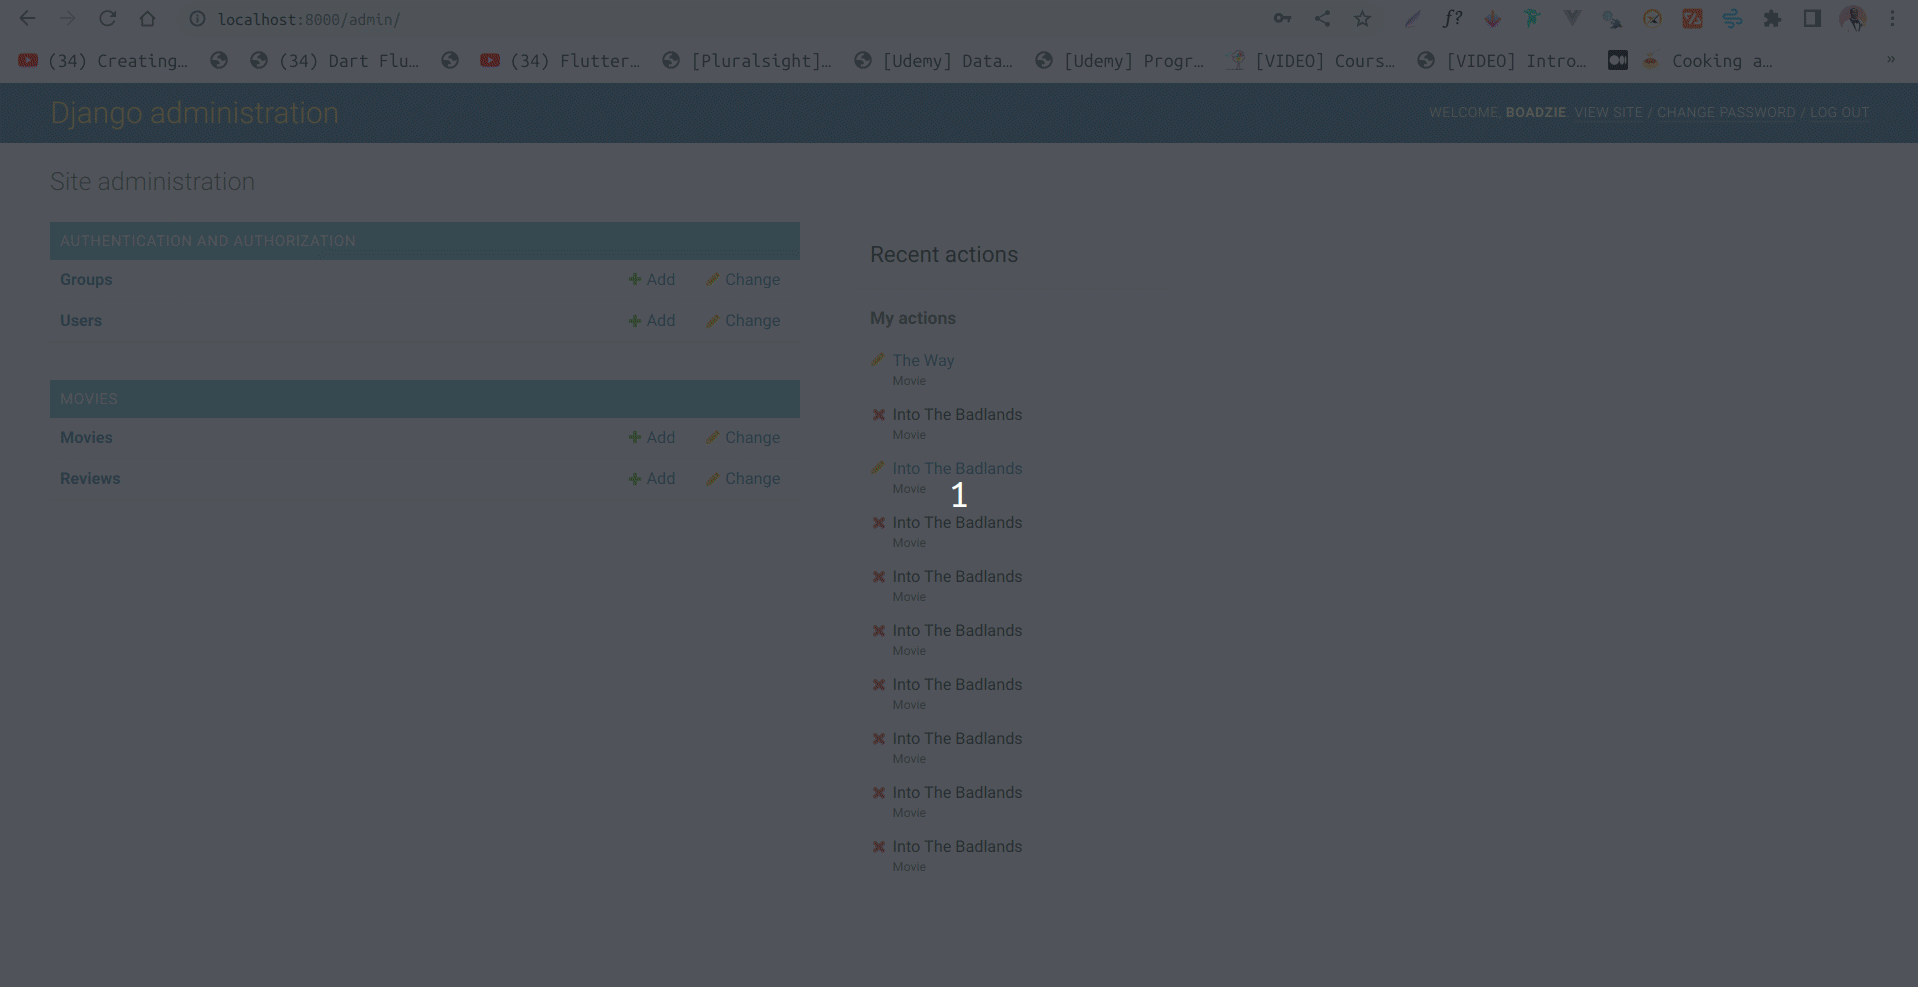 localhost:8000/admin/
(34) Creating… (34) Dart Flu… (34) Flutter… [Pluralsight]… [Udemy] Data… [Udemy] Progr… [VIDEO] Cours… [VIDEO] Intro… Cooking a… »
Django administration
WELCOME, BOADZIE. VIEW SITE / CHANGE PASSWORD / LOG OUT
Site administration
AUTHENTICATION AND AUTHORIZATION
Groups Add Change
Users Add Change
MOVIES
Movies Add Change
Reviews Add Change
Recent actions
My actions
The Way
Movie
Into The Badlands
Movie
Into The Badlands
Movie
1
Into The Badlands
Movie
Into The Badlands
Movie
Into The Badlands
Movie
Into The Badlands
Movie
Into The Badlands
Movie
Into The Badlands
Movie
Into The Badlands
Movie